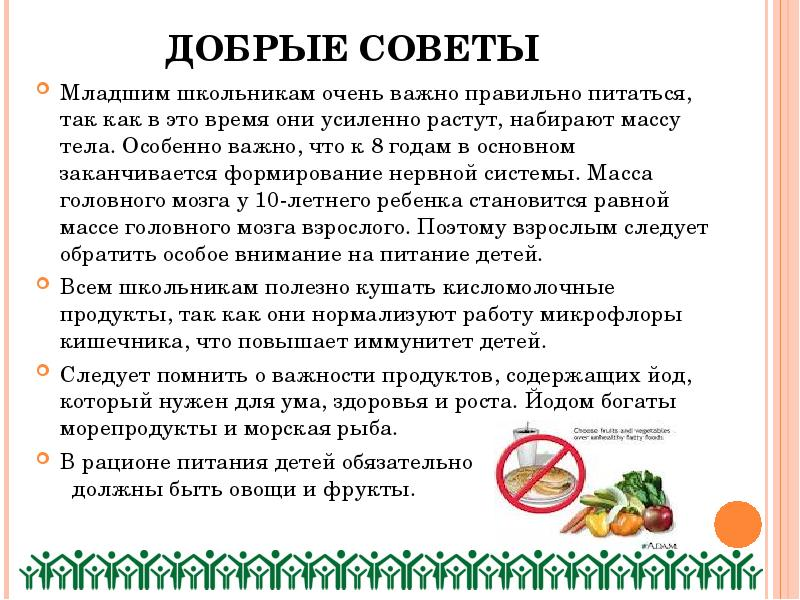 ДОБРЫЕ СОВЕТЫ
Младшим школьникам очень важно правильно питаться,
так как в это время они усиленно растут, набирают массу
тела. Особенно важно, что к 8 годам в основном
заканчивается формирование нервной системы. Масса
головного мозга у 10-летнего ребенка становится равной
массе головного мозга взрослого. Поэтому взрослым следует
обратить особое внимание на питание детей.
Всем школьникам полезно кушать кисломолочные
продукты, так как они нормализуют работу микрофлоры
кишечника, что повышает иммунитет детей.
Следует помнить о важности продуктов, содержащих йод,
который нужен для ума, здоровья и роста. Йодом богаты
морепродукты и морская рыба.
В рационе питания детей обязательно
должны быть овощи и фрукты.
Choose fruits and vegetables
over unhealthy fatty foods.
ADAM.